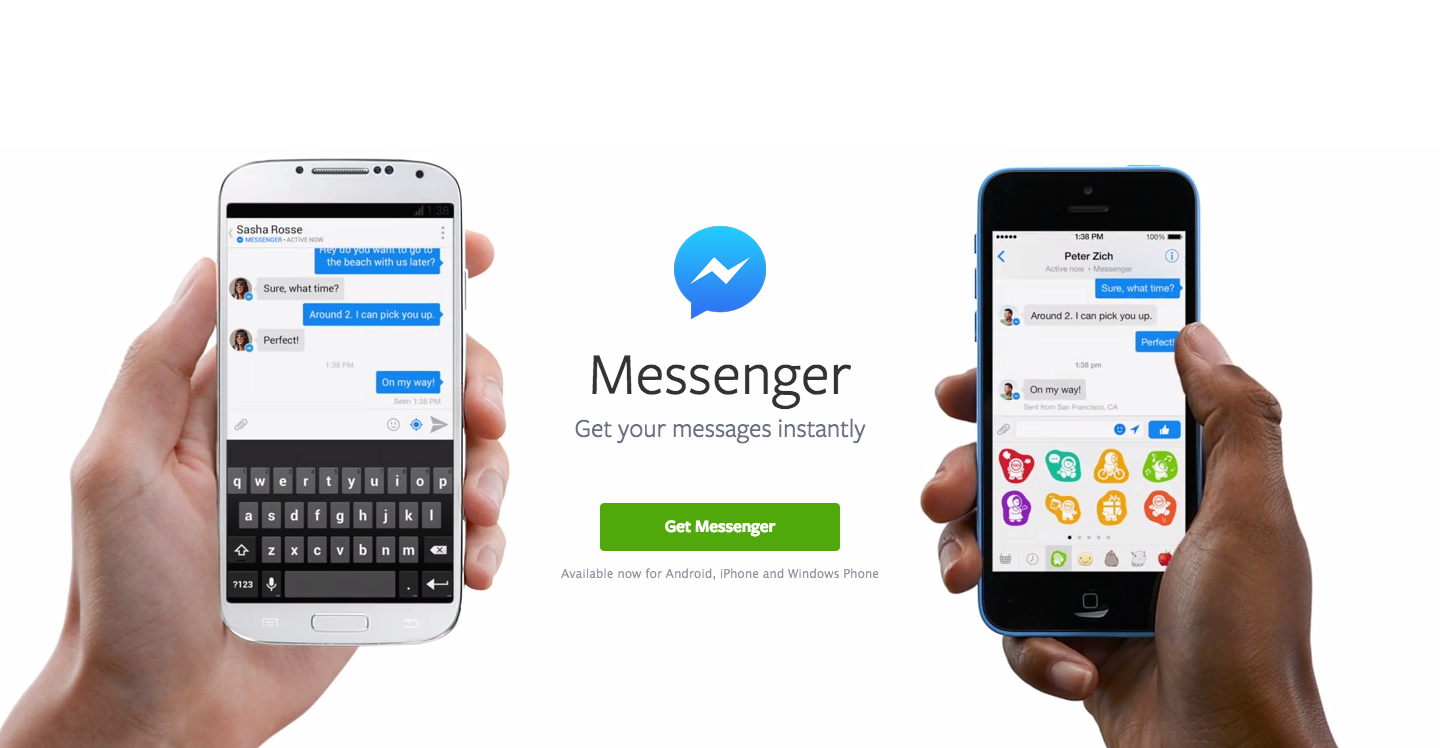 1:38
Sasha Rosse
MESSENGER • ACTIVE NOW
Hey do you want to go to
the beach with us later?
Sure, what time?
Around 2. I can pick you up.
Perfect!
1:38 PM
On my way!
Seen 1:38 PM
q w e r t y u i o p
a s d f g h j k l
z x c v b n m
?123 .
Messenger
Get your messages instantly
Get Messenger
Available now for Android, iPhone and Windows Phone
1:38 PM 100%
Peter Zich
Active now • Messenger
Sure, what time?
Around 2. I can pick you up.
Perfect!
1:38 pm
On my way!
Sent from San Francisco, CA